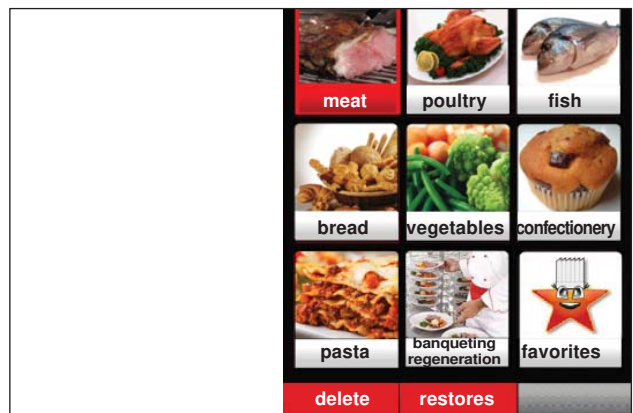 meat poultry fish
bread vegetables confectionery
pasta banqueting regeneration favorites
delete restores